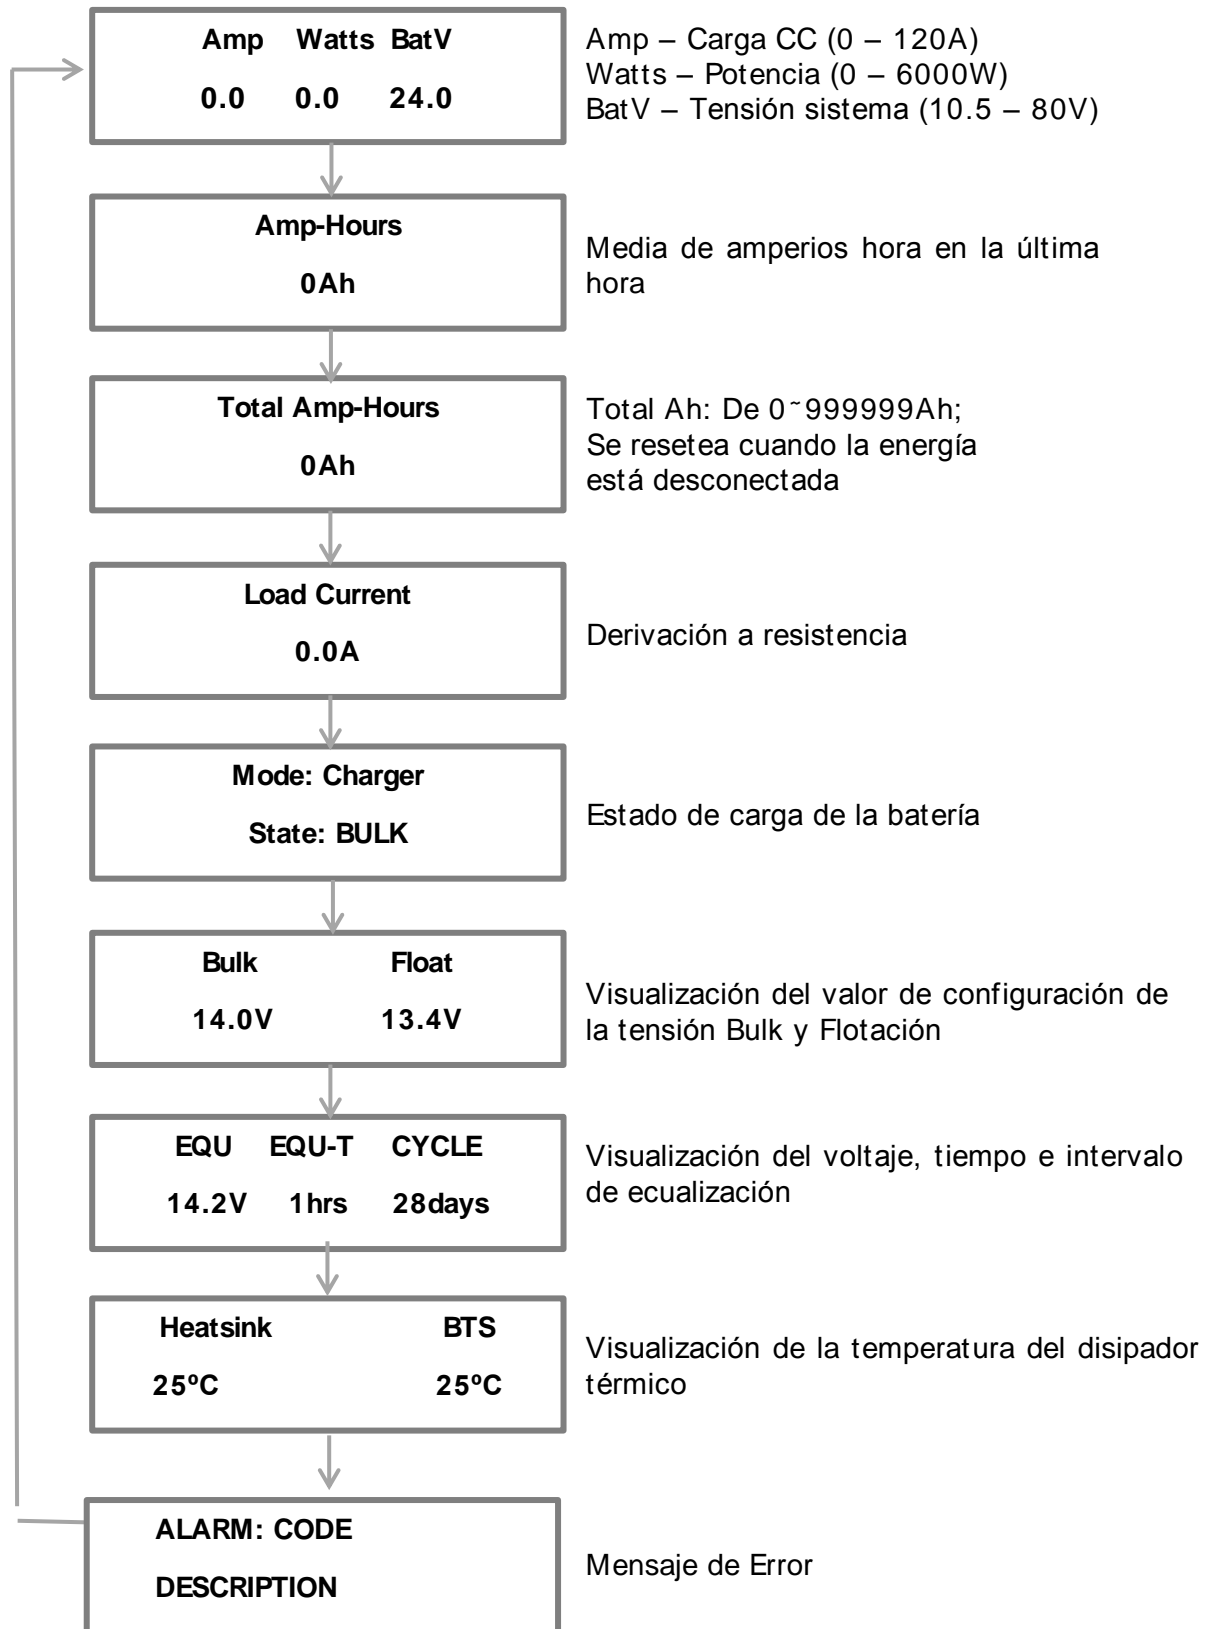 Amp Watts BatV
0.0 0.0 24.0
Amp – Carga CC (0 – 120A)
Watts – Potencia (0 – 6000W)
BatV – Tensión sistema (10.5 – 80V)
Amp-Hours
0Ah
Media de amperios hora en la última
hora
Total Amp-Hours
0Ah
Total Ah: De 0~999999Ah;
Se resetea cuando la energía
está desconectada
Load Current
0.0A
Derivación a resistencia
Mode: Charger
State: BULK
Estado de carga de la batería
Bulk Float
14.0V 13.4V
Visualización del valor de configuración de
la tensión Bulk y Flotación
EQU EQU-T CYCLE
14.2V 1hrs 28days
Visualización del voltaje, tiempo e intervalo
de ecualización
Heatsink BTS
25ºC 25ºC
Visualización de la temperatura del disipador
térmico
ALARM: CODE
DESCRIPTION
Mensaje de Error